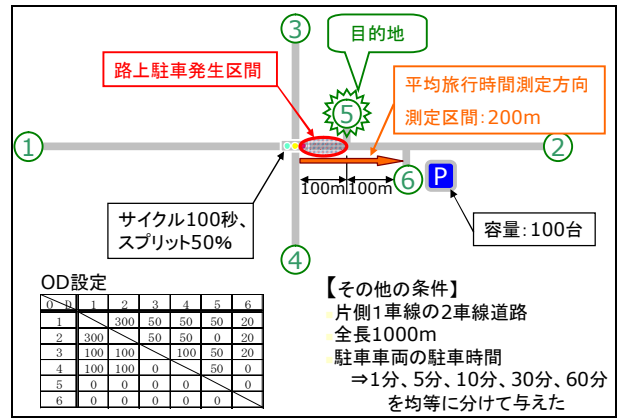 ③
目的地
路上駐車発生区間
平均旅行時間測定方向
測定区間：200m
⑤
①
②
100m
100m
⑥
P
サイクル100秒、
スプリット50%
容量：100台
④
OD設定
O D 1 2 3 4 5 6
1 300 50 50 50 20
2 300 50 50 0 20
3 100 100 100 50 20
4 100 100 0 50 0
5 0 0 0 0 0
6 0 0 0 0 0
【その他の条件】
片側1車線の2車線道路
全長1000m
駐車車両の駐車時間
⇒1分、5分、10分、30分、60分
を均等に分けて与えた